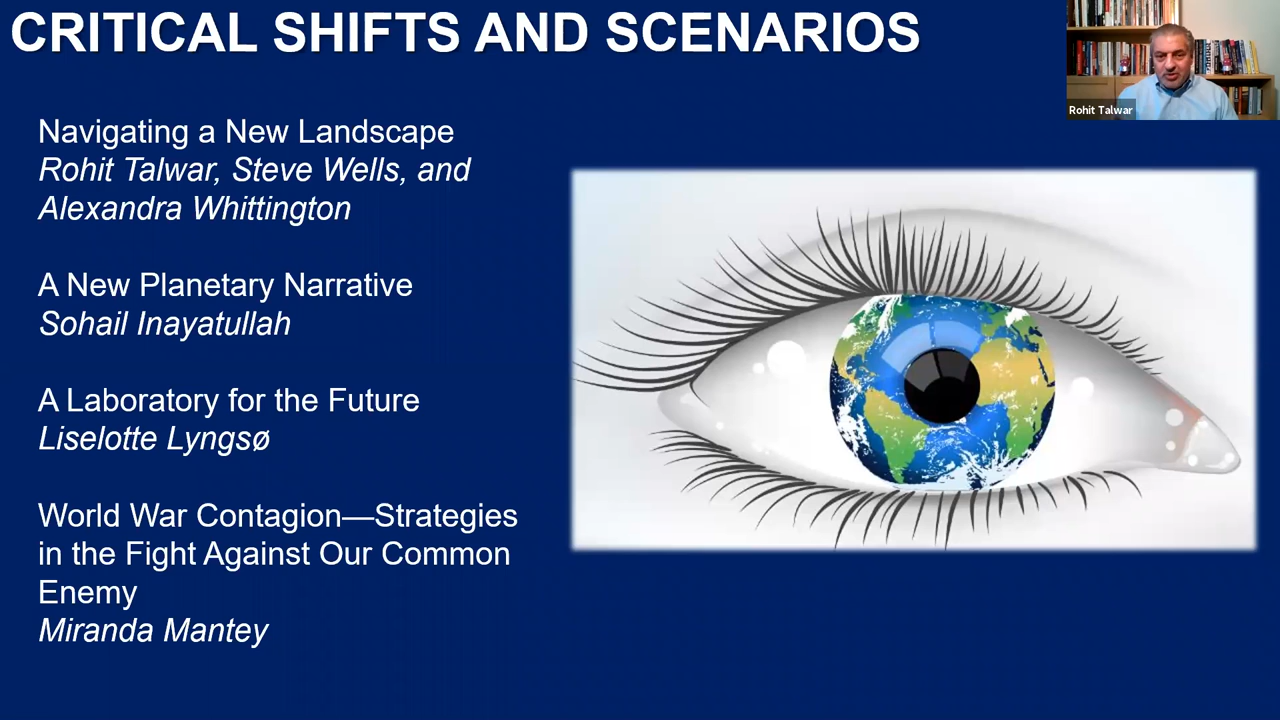 CRITICAL SHIFTS AND SCENARIOS
Rohit Talwar
Navigating a New Landscape
Rohit Talwar, Steve Wells, and
Alexandra Whittington
A New Planetary Narrative
Sohail Inayatullah
A Laboratory for the Future
Liselotte Lyngsø
World War Contagion—Strategies
in the Fight Against Our Common
Enemy
Miranda Mantey